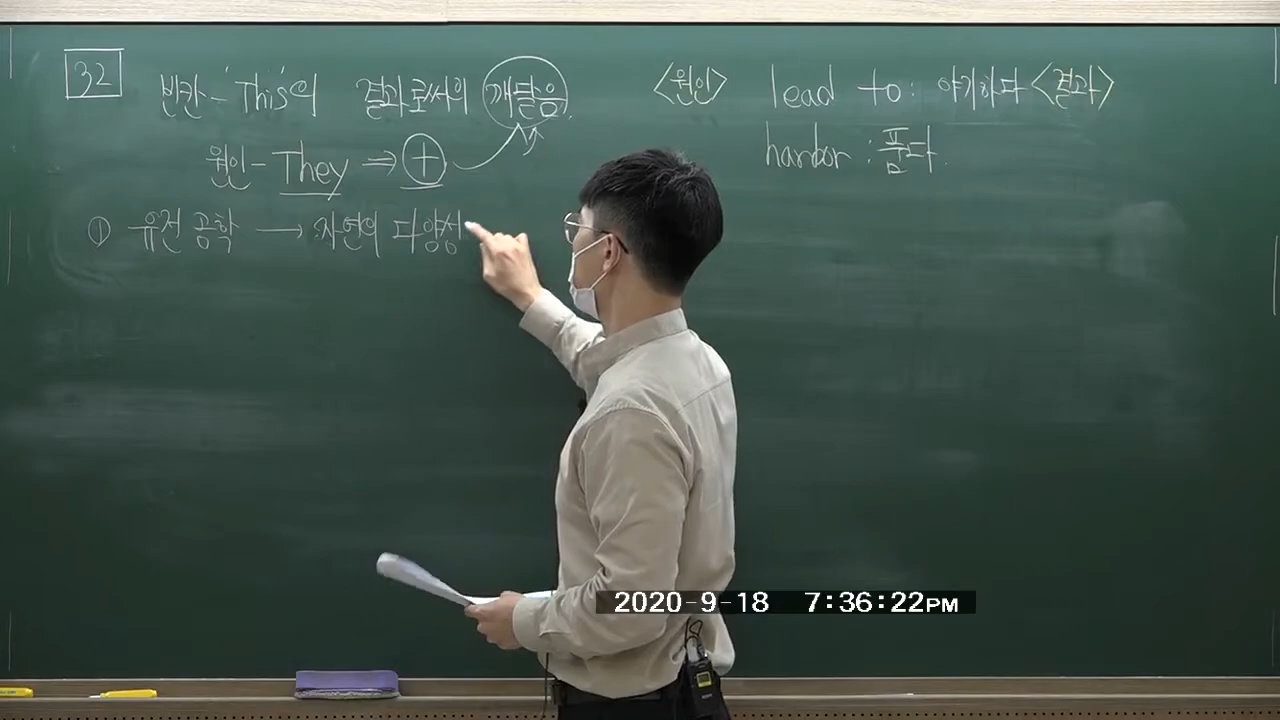 32
빈칸 - 'This'의 결과로써의 깨달음.
원인 - They ⇒ +
① 유전 공학 → 자연의 다양성
<원인> lead to: 야기하다 <결과>
harbor : 품다.
2020-9-18 7:36:22PM